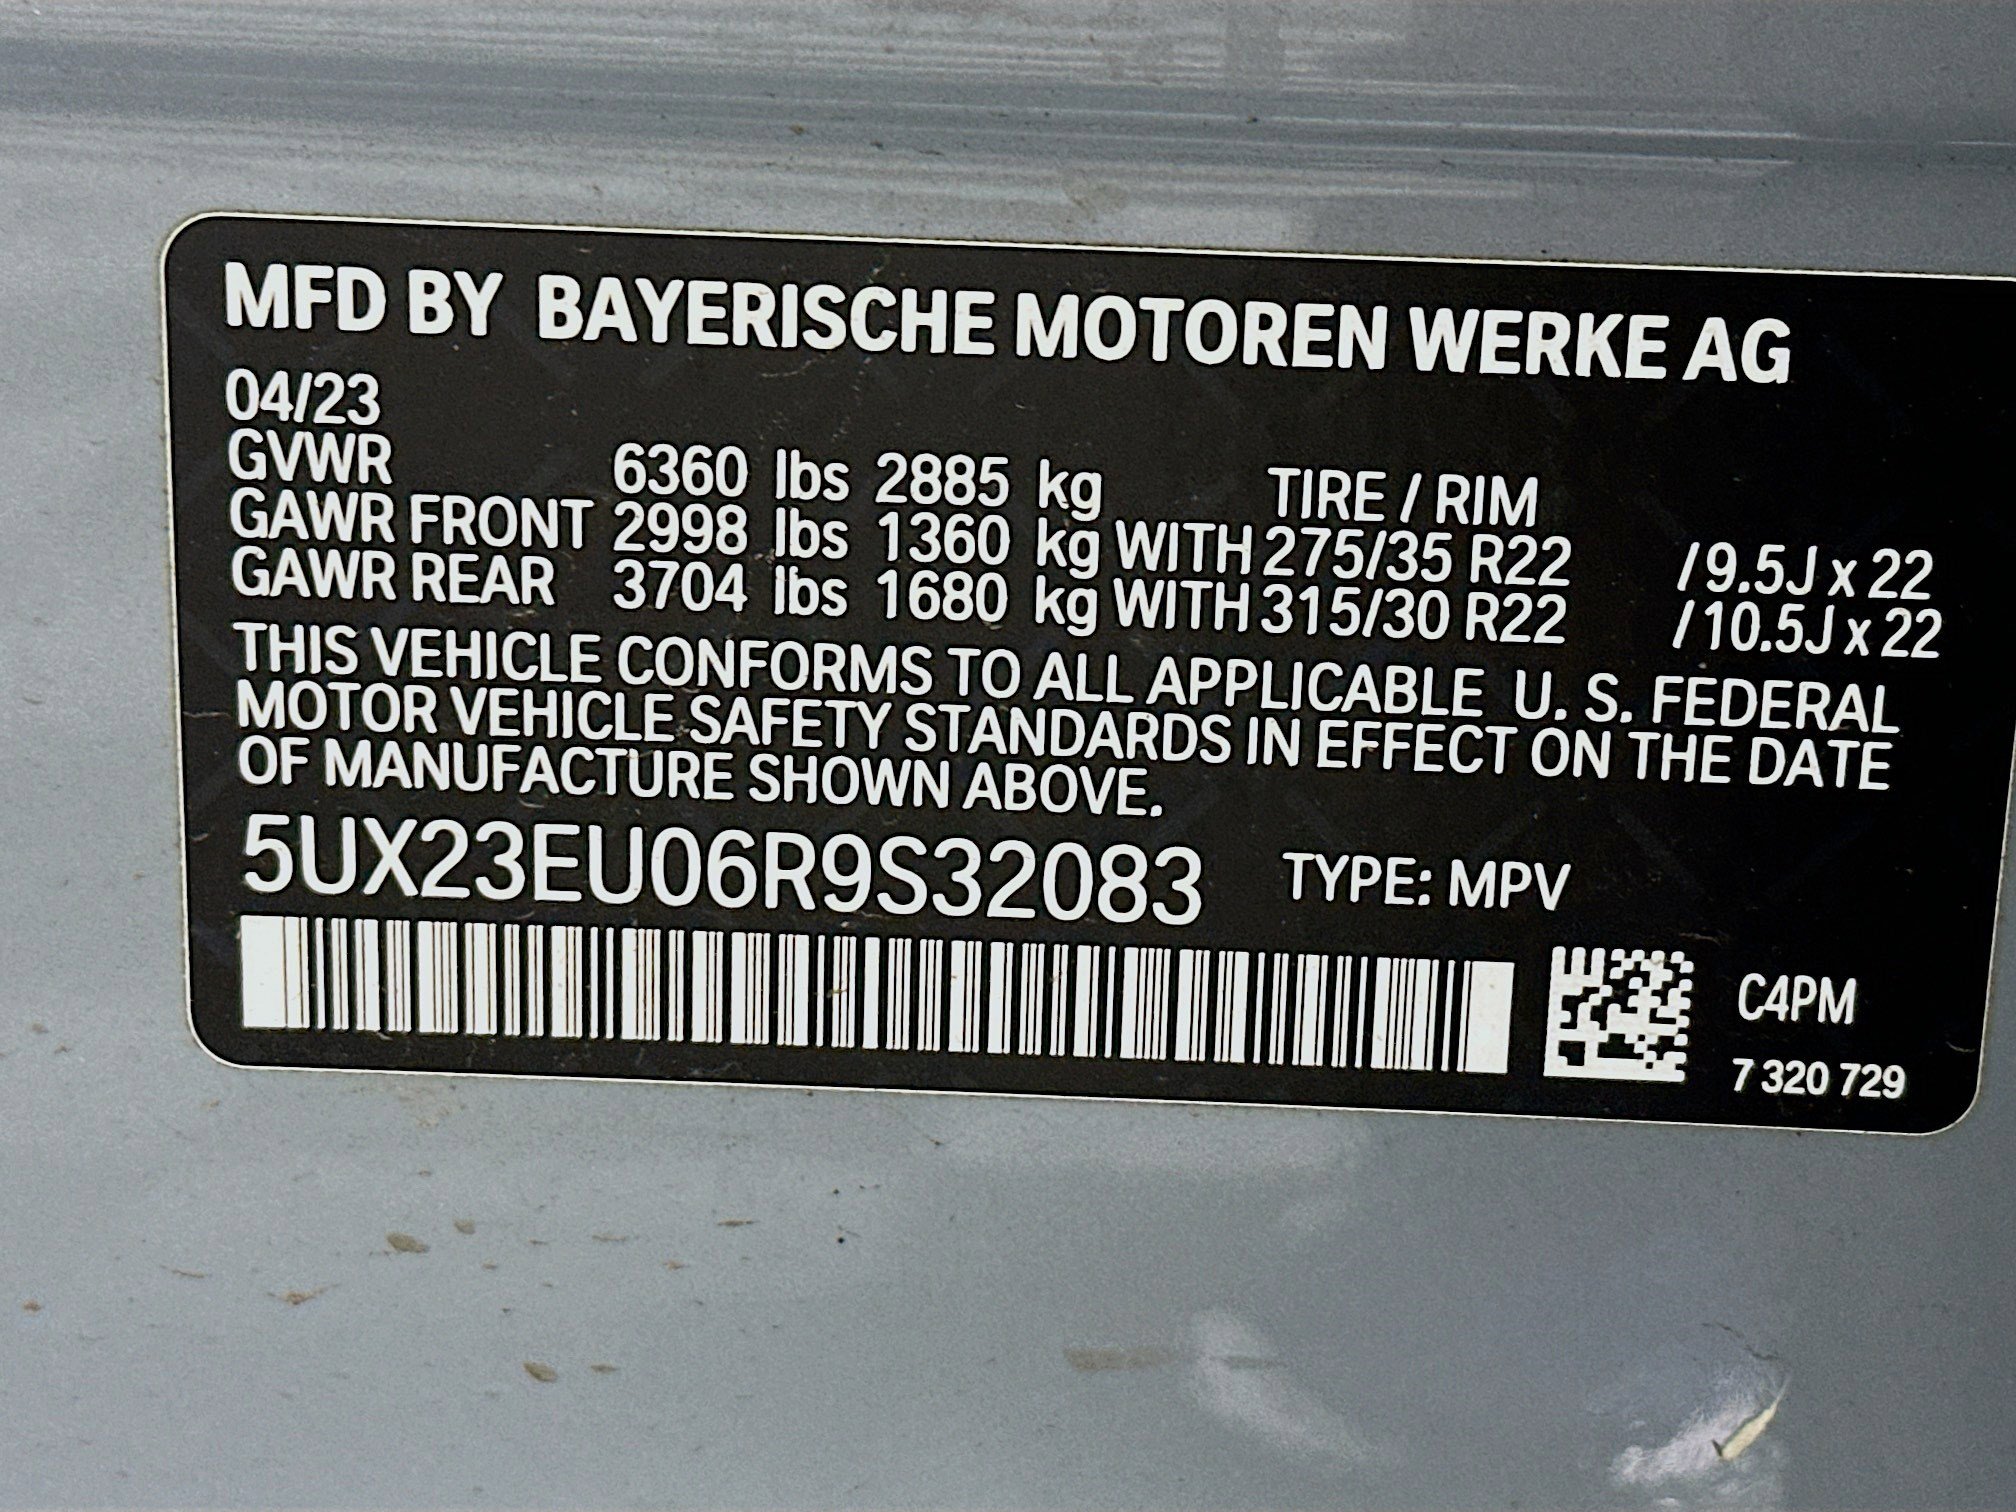 MFD BY BAYERISCHE MOTOREN WERKE AG
04/23
GVWR 6360 lbs 2885 kg TIRE / RIM
GAWR FRONT 2998 lbs 1360 kg WITH 275/35 R22 /9.5J x 22
GAWR REAR 3704 lbs 1680 kg WITH 315/30 R22 /10.5J x 22
THIS VEHICLE CONFORMS TO ALL APPLICABLE U. S. FEDERAL
MOTOR VEHICLE SAFETY STANDARDS IN EFFECT ON THE DATE
OF MANUFACTURE SHOWN ABOVE.
5UX23EU06R9S32083 TYPE: MPV
C4PM
7 320 729